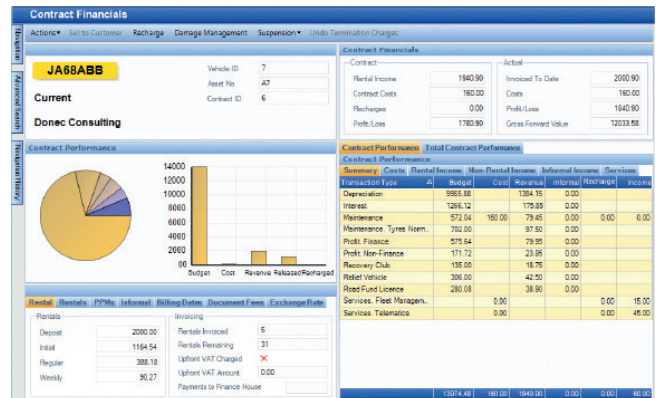 Contract Financials
Actions▾ Sell to Customer Recharge Damage Management Suspension▾ Undo Termination Charges
Navigation
Advanced Search
Navigation History
JA68ABB
Vehicle ID 7
Asset No A7
Current
Contract ID 6
Donec Consulting
Contract Financials
Contract
Actual
Rental Income 1940.90 Invoiced To Date 2000.90
Contract Costs 160.00 Costs 160.00
Recharges 0.00 Profit/Loss 1840.90
Profit/Loss 1780.90 Gross Forward Value 12033.58
Contract Performance
14000
12000
10000
8000
6000
4000
2000
00
Budget Cost Revenue Released Recharged
Contract Performance Total Contract Performance
Contract Performance
Summary Costs Rental Income Non-Rental Income Informal Income Services
Transaction Type Budget Cost Revenue Informal Recharge Income
Depreciation 9965.88 1384.15 0.00
Interest 1266.12 175.85 0.00
Maintenance 572.04 160.00 79.45 0.00 0.00 0.00
Maintenance. Tyres Norm.. 702.00 97.50 0.00
Profit. Finance 575.64 79.95 0.00
Profit. Non-Finance 171.72 23.85 0.00
Recovery Club 135.00 18.75 0.00
Relief Vehicle 306.00 42.50 0.00
Road Fund Licence 280.08 38.90 0.00
Services. Fleet Managem.. 0.00 0.00 15.00
Services. Telematics 0.00 0.00 45.00
13974.48 160.00 1940.90 0.00 0.00 60.00
Rental Rentals PPMs Informal Billing Dates Document Fees Exchange Rate
Rentals
Invoicing
Deposit 2000.00 Rentals Invoiced 5
Initial 1164.54 Rentals Remaining 31
Regular 388.18 Upfront VAT Charged
Weekly 90.27 Upfront VAT Amount 0.00
Payments to Finance House